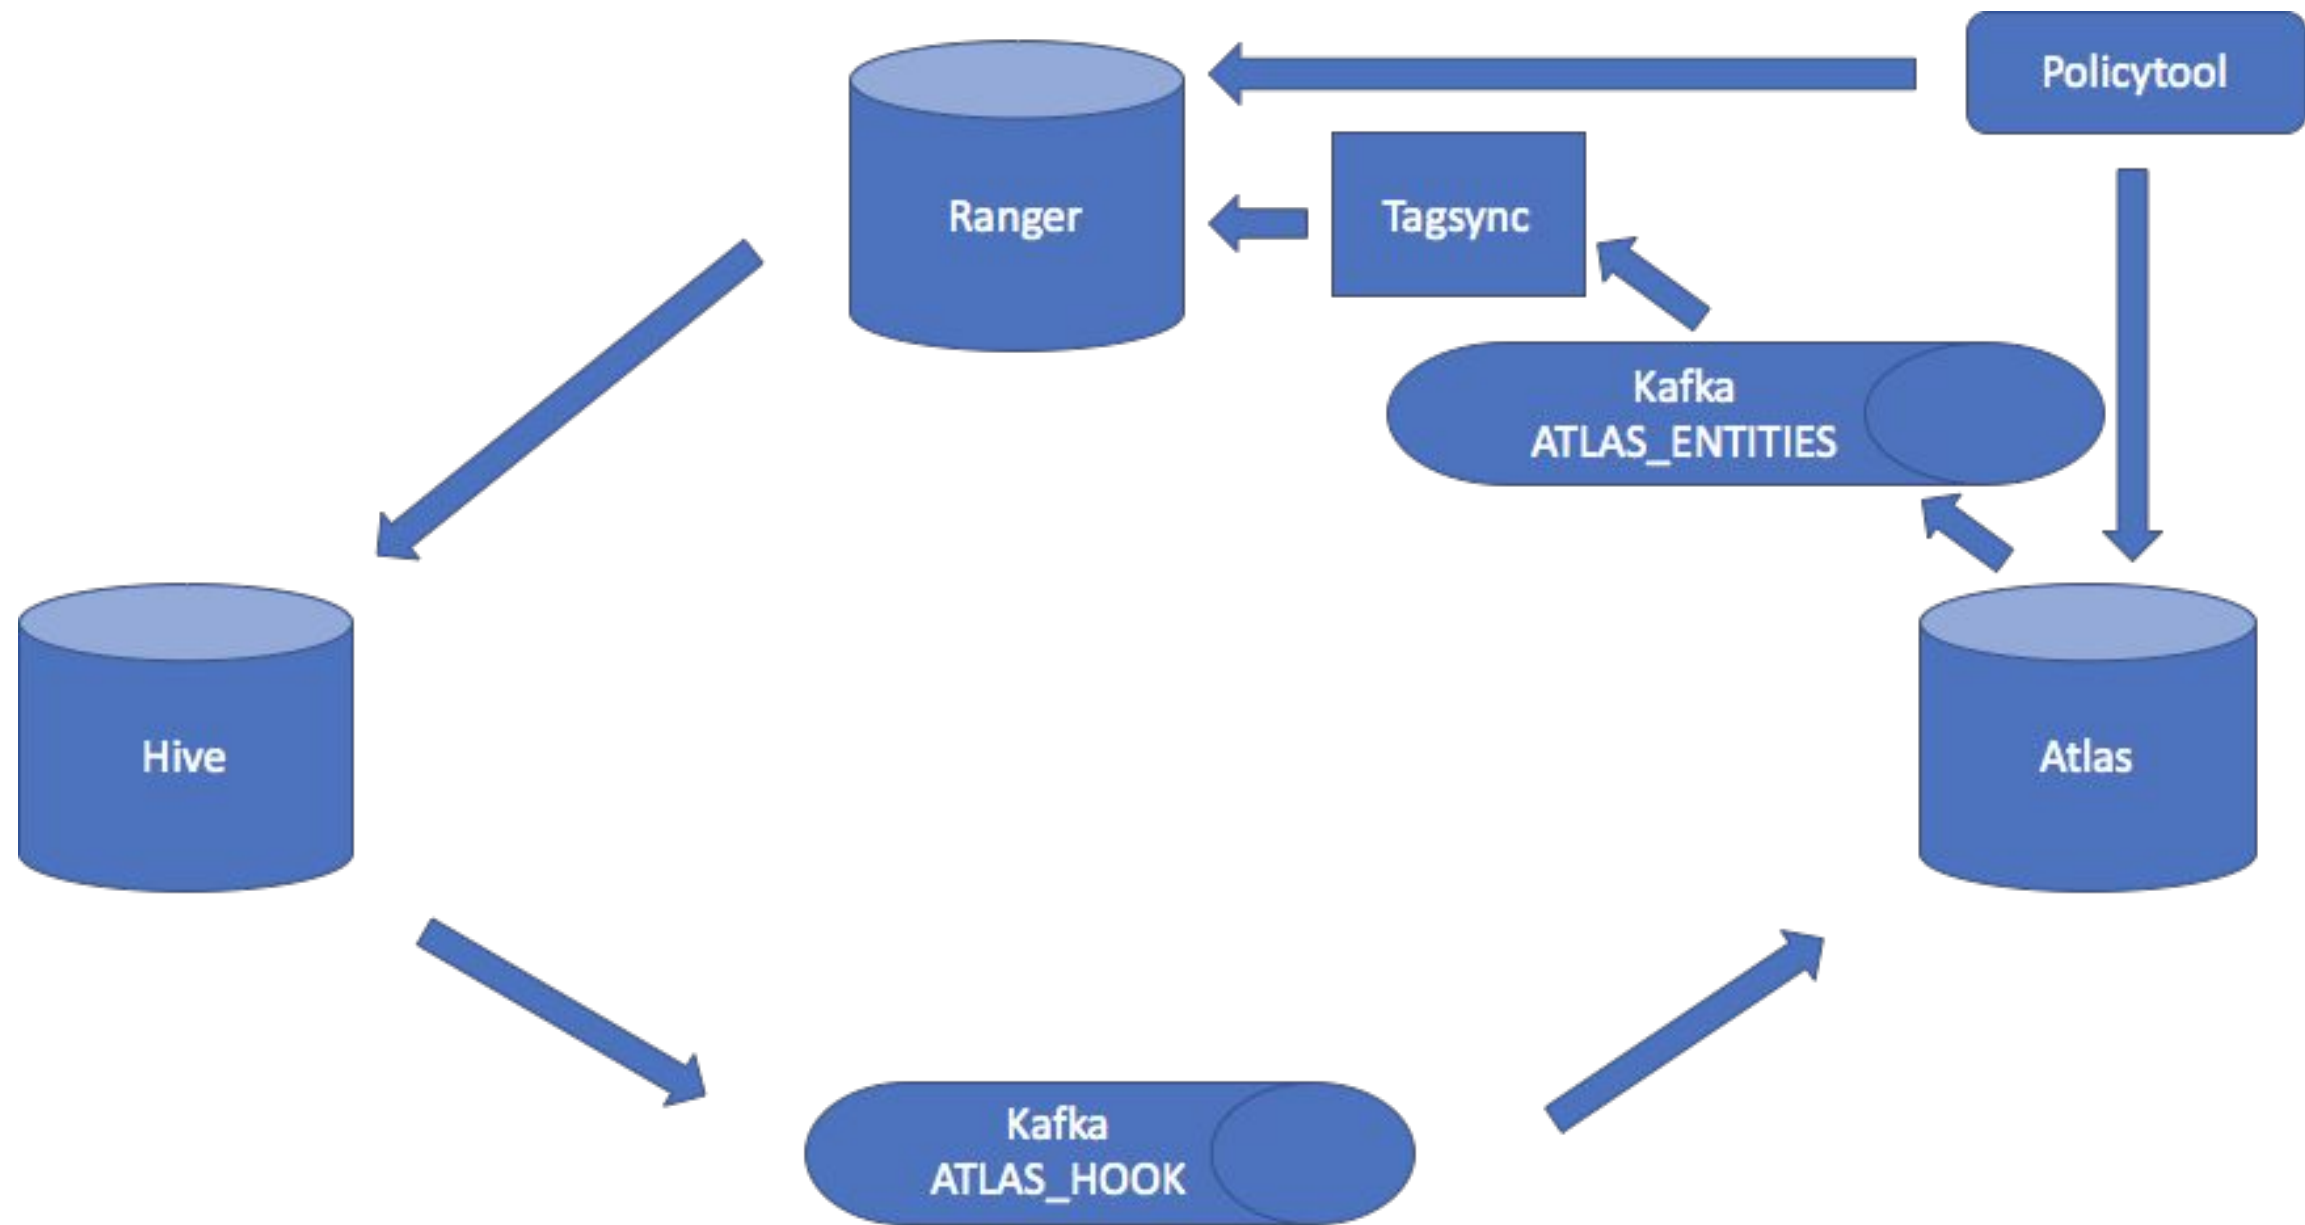 Policytool
Ranger
Tagsync
Kafka
ATLAS_ENTITIES
Hive
Atlas
Kafka
ATLAS_HOOK